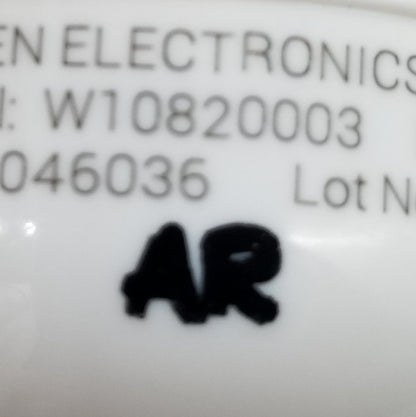 EN ELECTRONICS
: W10820003
046036 Lot N
AR